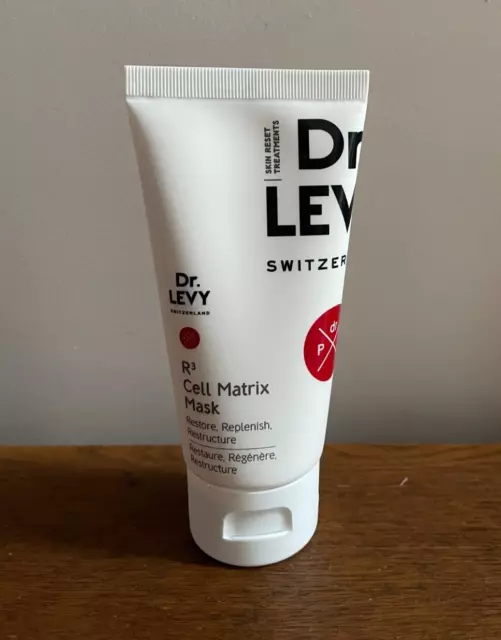 SKIN RESET
TREATMENTS
Dr.
LEV
SWITZER
P dr
Dr.
LEVY
SWITZERLAND
R³
Cell Matrix
Mask
Restore, Replenish,
Restructure
Restaure, Régénère,
Restructure